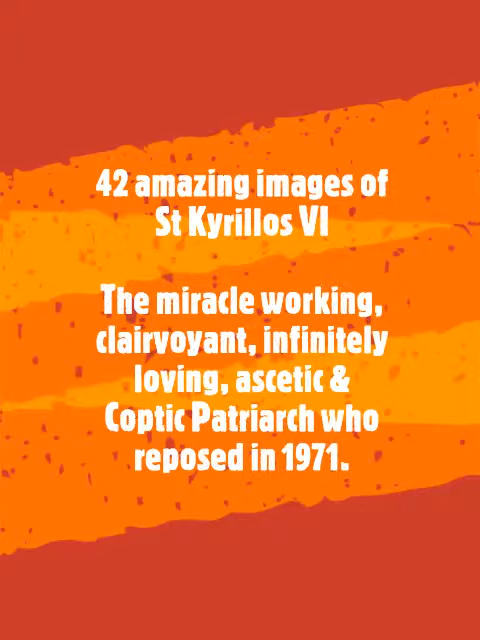 42 amazing images of
St Kyrillos VI
The miracle working,
clairvoyant, infinitely
loving, ascetic &
Coptic Patriarch who
reposed in 1971.